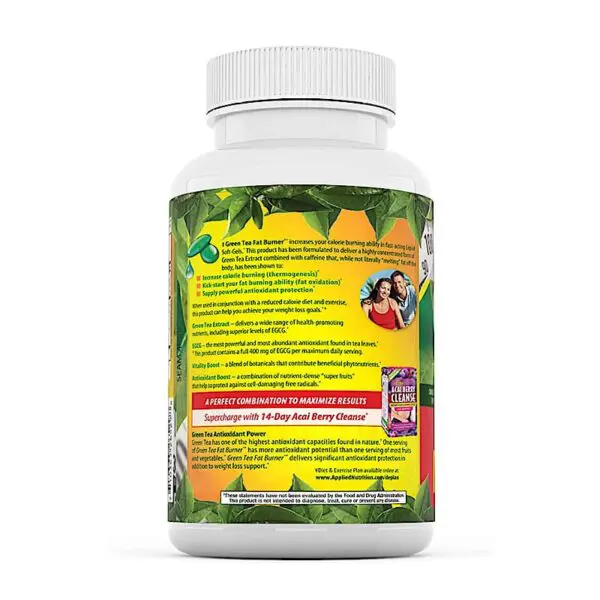 Green Tea Fat Burner™ increases your calorie burning ability in fast-acting Liquid
Soft-Gels.* This product has been formulated to deliver a highly concentrated form of
Green Tea Extract combined with caffeine that, while not literally "melting" fat off the
body, has been shown to:
Increase calorie burning (thermogenesis)*
Kick-start your fat burning ability (fat oxidation)*
Supply powerful antioxidant protection*
When used in conjunction with a reduced calorie diet and exercise,
this product can help you achieve your weight loss goals.*
Green Tea Extract – delivers a wide range of health-promoting
nutrients, including superior levels of EGCG.*
EGCG – the most powerful and most abundant antioxidant found in tea leaves.*
This product contains a full 400 mg of EGCG per maximum daily serving.
Vitality Boost – a blend of botanicals that contribute beneficial phytonutrients.*
Antioxidant Boost – a combination of nutrient-dense "super fruits"
that help to protect against cell-damaging free radicals.*
A PERFECT COMBINATION TO MAXIMIZE RESULTS
Supercharge with 14-Day Acai Berry Cleanse*
ACAI BERRY
CLEANSE
Green Tea Antioxidant Power
Green Tea has one of the highest antioxidant capacities found in nature.* One serving
of Green Tea Fat Burner™ has more antioxidant potential than one serving of most fruits
and vegetables.* Green Tea Fat Burner™ delivers significant antioxidant protection in
addition to weight loss support.*
Diet & Exercise Plan available online at
www.AppliedNutrition.com/deplan
*These statements have not been evaluated by the Food and Drug Administration.
This product is not intended to diagnose, treat, cure or prevent any disease.
SEAM
90